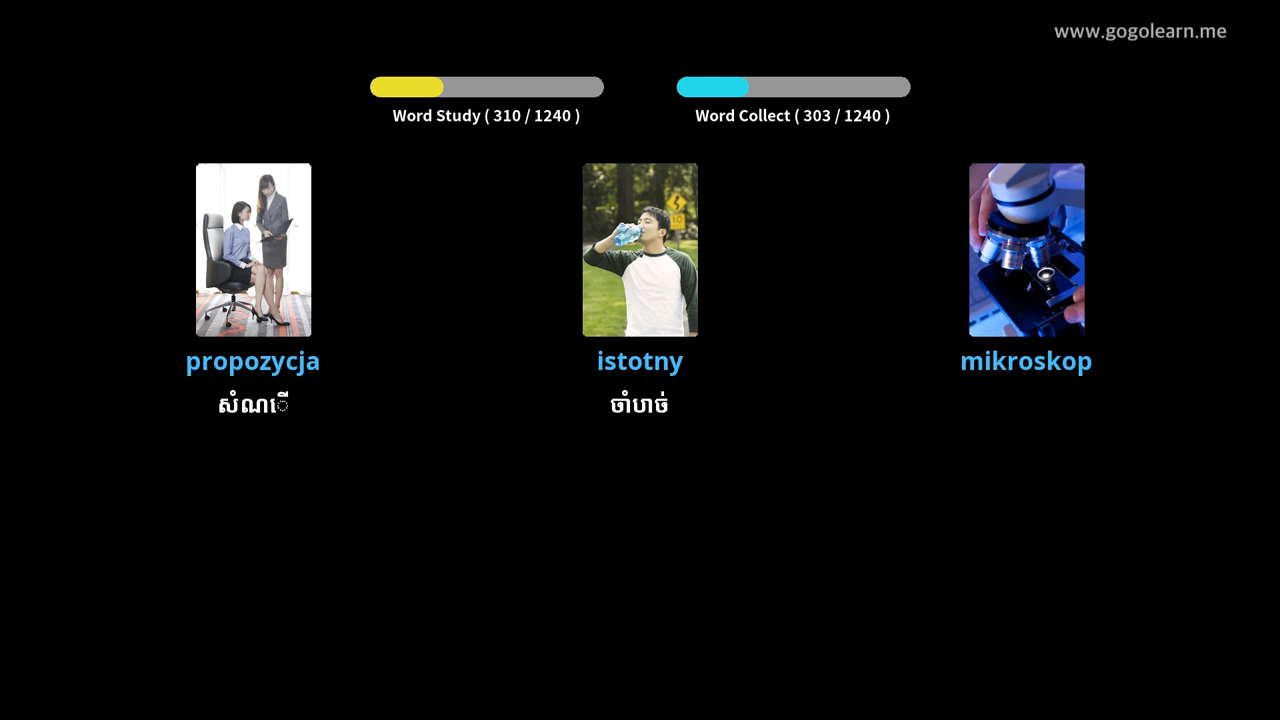 www.gogolearn.me
Word Study ( 310 / 1240 )
Word Collect ( 303 / 1240 )
propozycja
istotny
mikroskop
សំណើ
ចាំបាច់